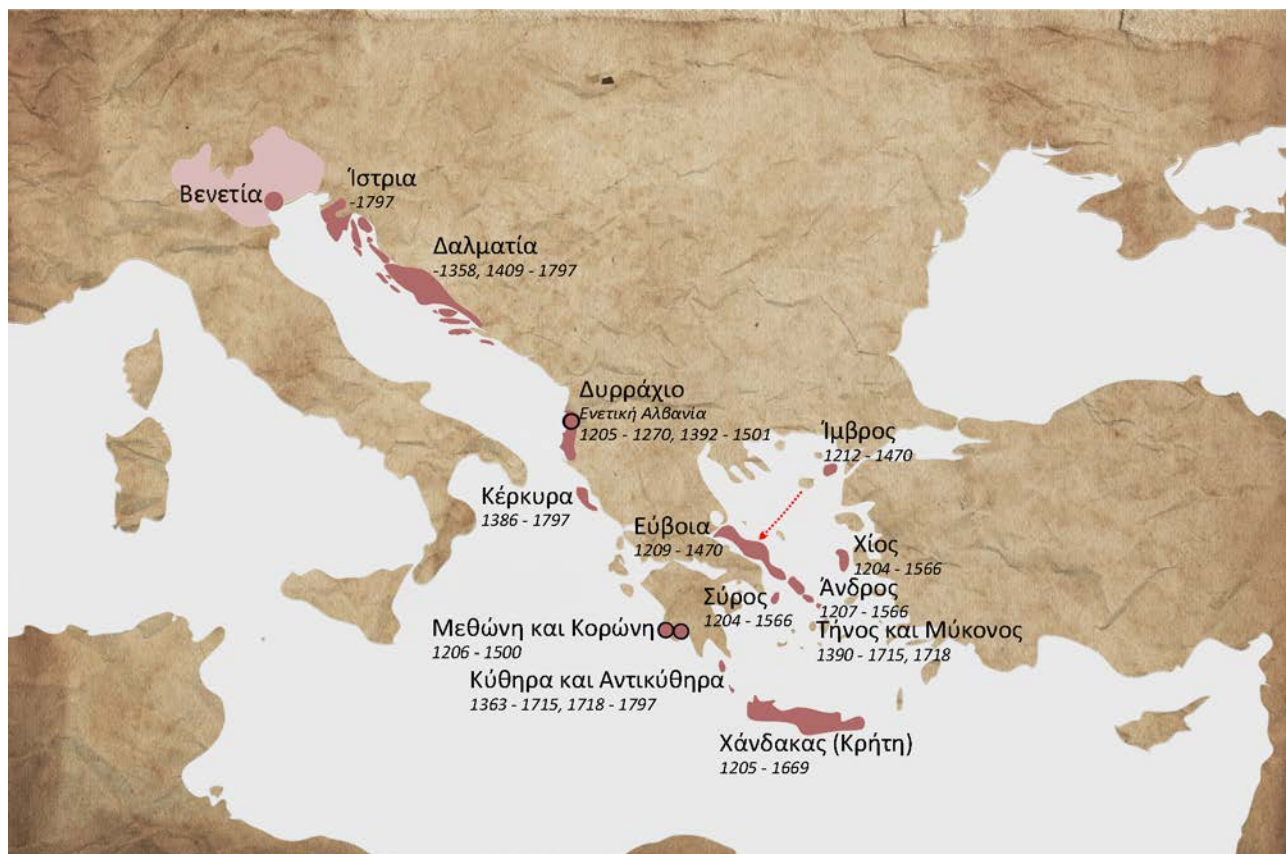 Βενετία
Ίστρια
-1797
Δαλματία
-1358, 1409 - 1797
Δυρράχιο
Ενετική Αλβανία
1205 - 1270, 1392 - 1501
Ίμβρος
1212 - 1470
Κέρκυρα
1386 - 1797
Εύβοια
1209 - 1470
Χίος
1204 - 1566
Άνδρος
1207 - 1566
Σύρος
1204 - 1566
Τήνος και Μύκονος
1390 - 1715, 1718
Μεθώνη και Κορώνη
1206 - 1500
Κύθηρα και Αντικύθηρα
1363 - 1715, 1718 - 1797
Χάνδακας (Κρήτη)
1205 - 1669